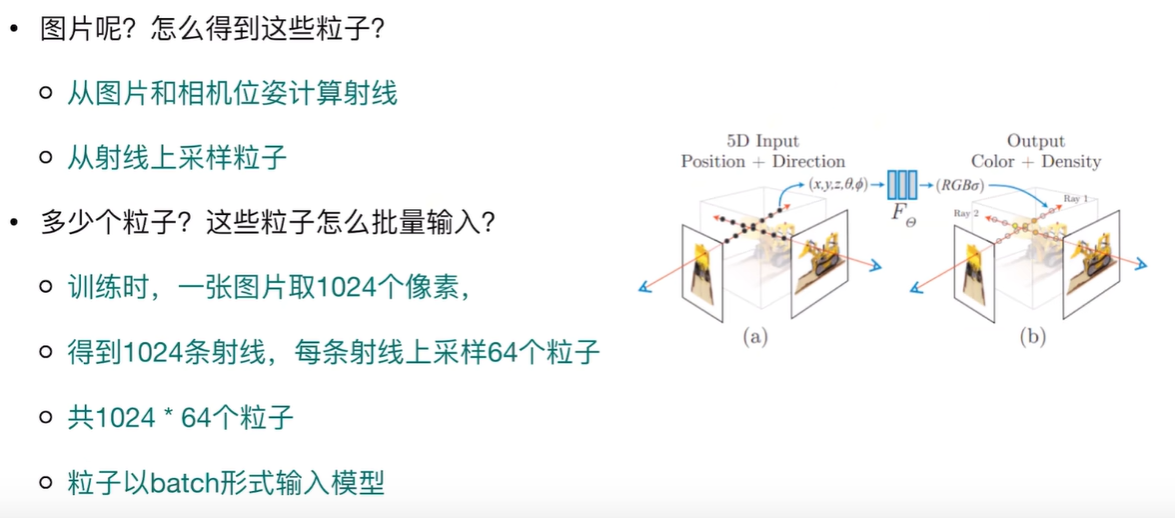 • 图片呢？怎么得到这些粒子？
从图片和相机位姿计算射线
从射线上采样粒子
• 多少个粒子？这些粒子怎么批量输入？
训练时，一张图片取1024个像素，
得到1024条射线，每条射线上采样64个粒子
共1024 * 64个粒子
粒子以batch形式输入模型
5D Input
Position + Direction
Output
Color + Density
(x,y,z,θ,ϕ)
(RGBσ)
F_Θ
Ray 1
Ray 2
(a)
(b)